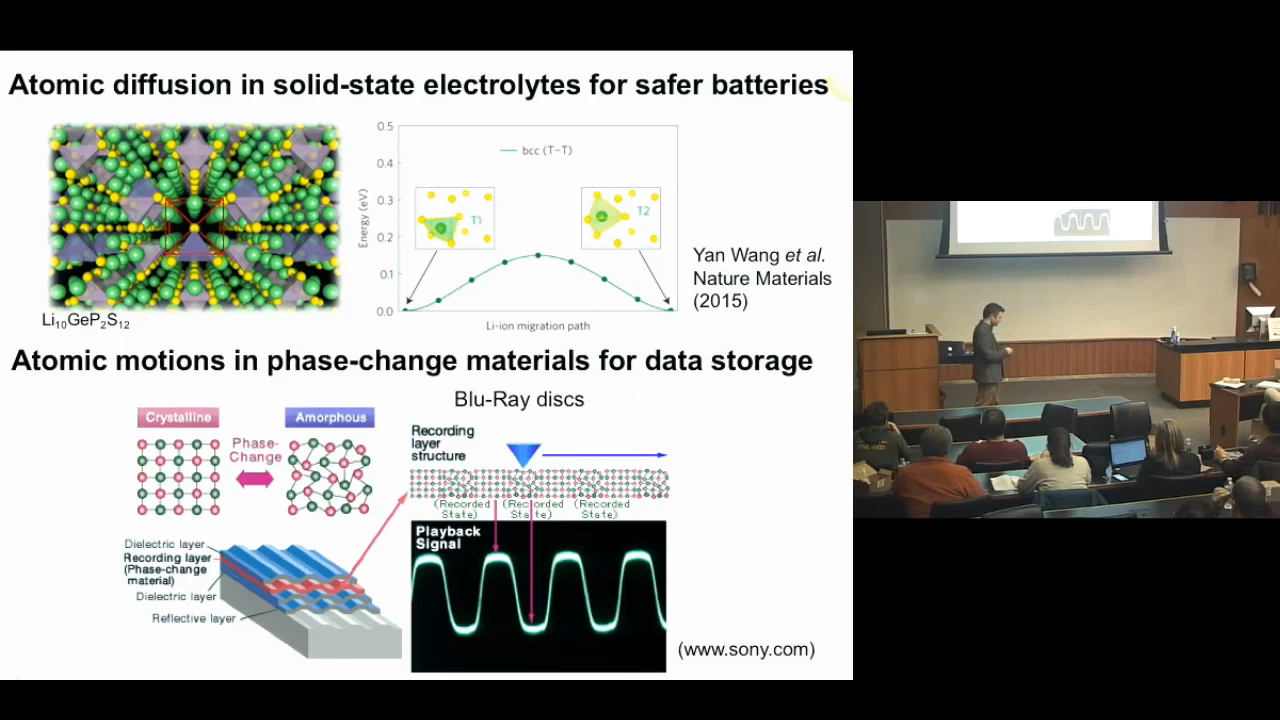 Atomic diffusion in solid-state electrolytes for safer batteries
0.5
0.4
0.3
0.2
0.1
0.0
Energy (eV)
bcc (T–T)
T1
T2
Li-ion migration path
Yan Wang et al.
Nature Materials
(2015)
Li10GeP2S12
Atomic motions in phase-change materials for data storage
Blu-Ray discs
Crystalline
Amorphous
Phase-
Change
Recording
layer
structure
(Recorded
State)
(Recorded
State)
(Recorded
State)
Playback
Signal
Dielectric layer
Recording layer
(Phase-change
material)
Dielectric layer
Reflective layer
(www.sony.com)